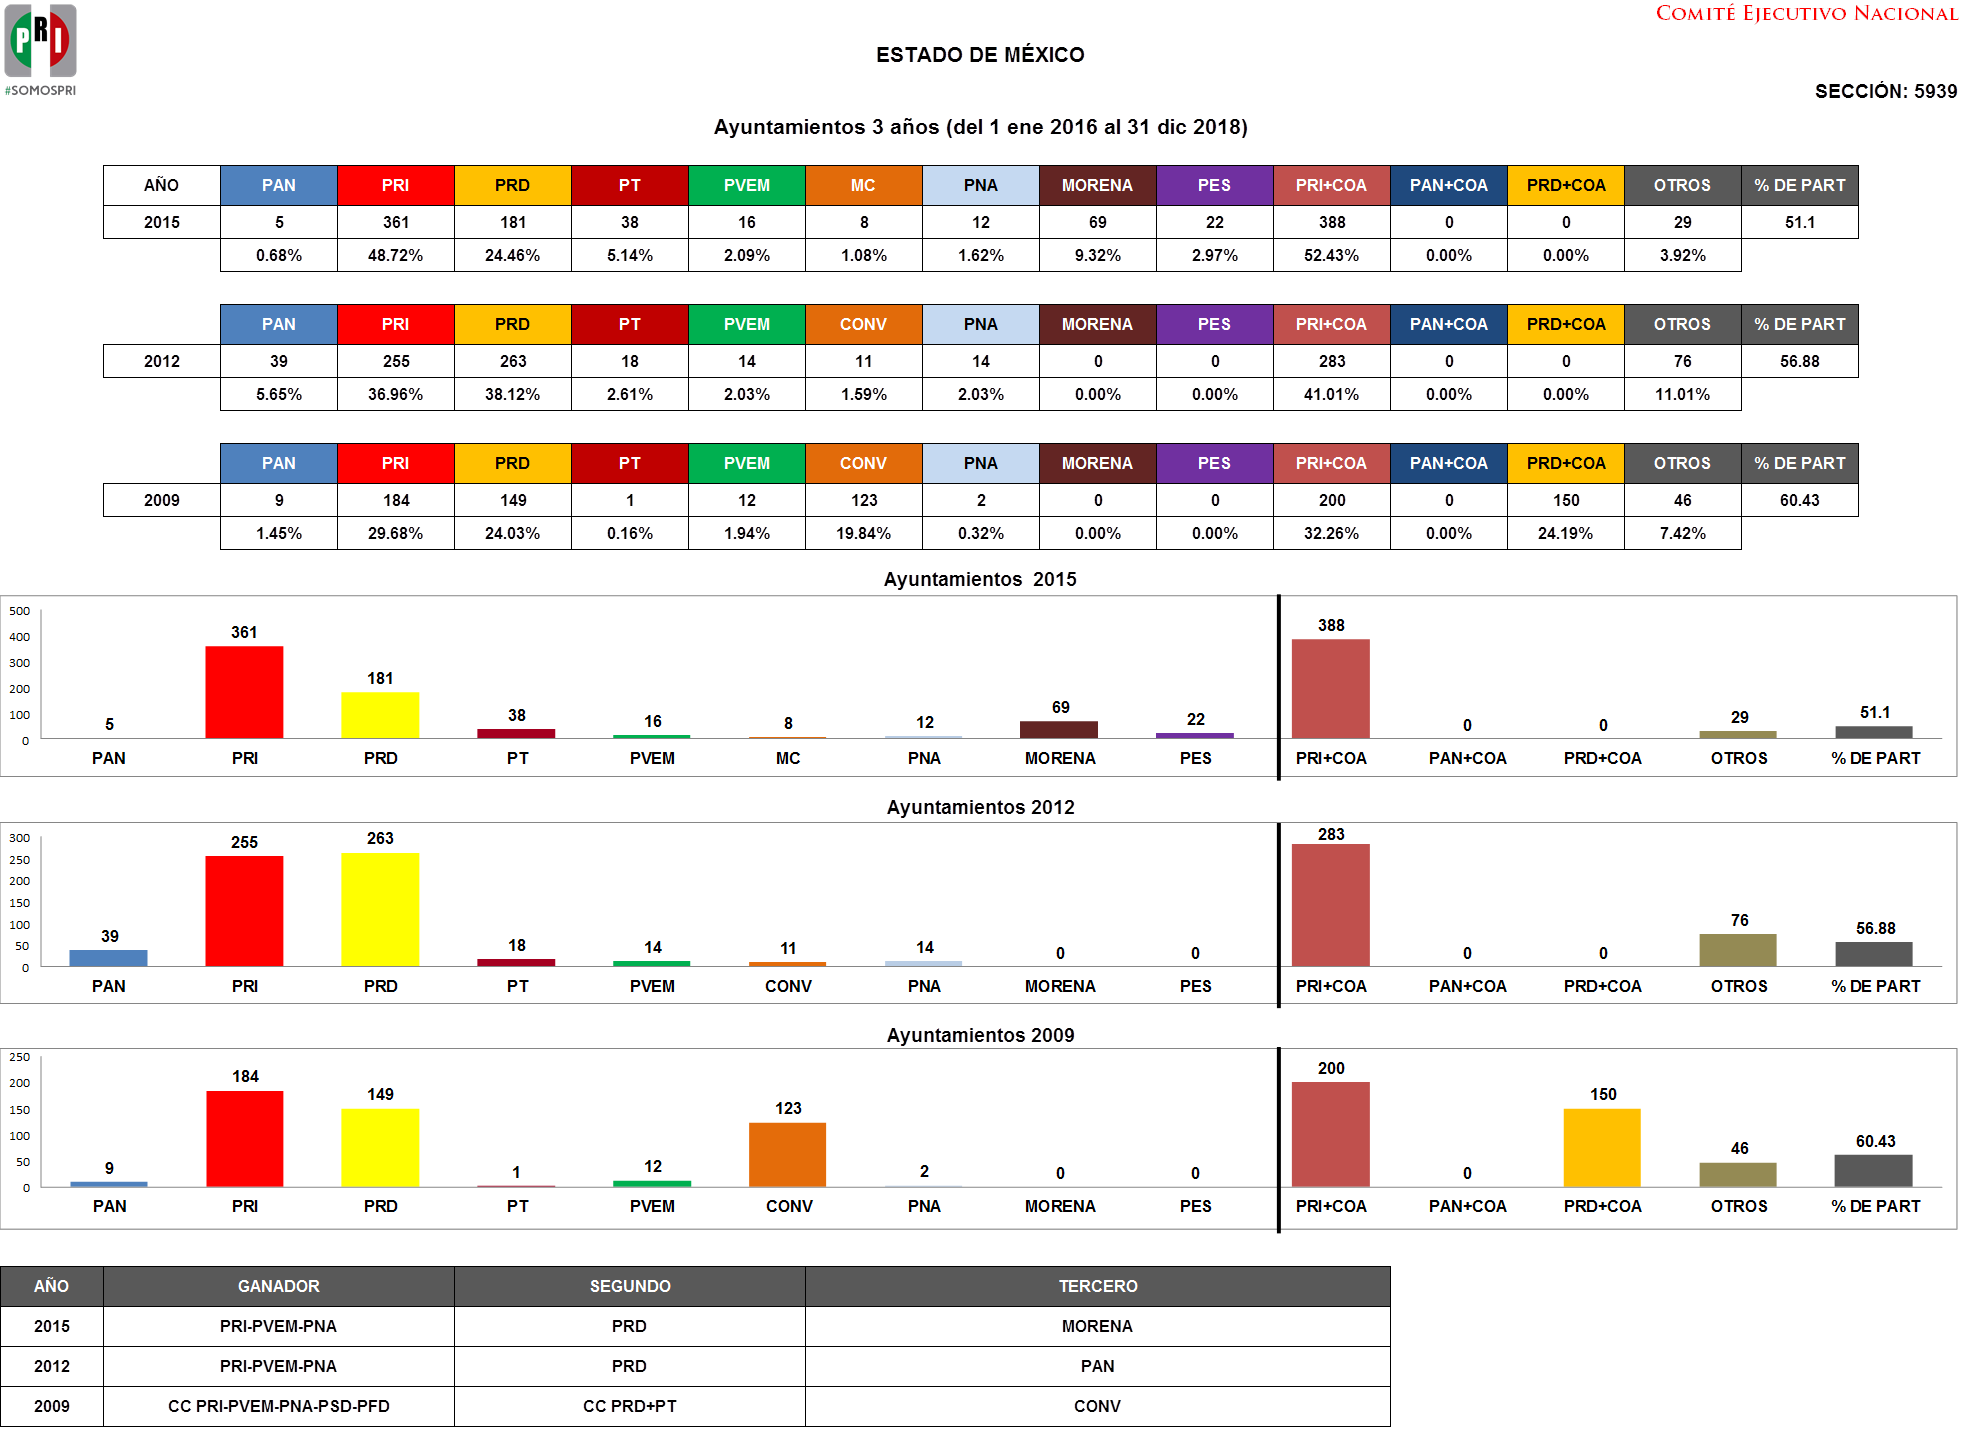 PRI
#SOMOSPRI
COMITÉ EJECUTIVO NACIONAL
ESTADO DE MÉXICO
SECCIÓN: 5939
Ayuntamientos 3 años (del 1 ene 2016 al 31 dic 2018)
AÑO PAN PRI PRD PT PVEM MC PNA MORENA PES PRI+COA PAN+COA PRD+COA OTROS % DE PART
2015 5 361 181 38 16 8 12 69 22 388 0 0 29 51.1
0.68% 48.72% 24.46% 5.14% 2.09% 1.08% 1.62% 9.32% 2.97% 52.43% 0.00% 0.00% 3.92%
PAN PRI PRD PT PVEM CONV PNA MORENA PES PRI+COA PAN+COA PRD+COA OTROS % DE PART
2012 39 255 263 18 14 11 14 0 0 283 0 0 76 56.88
5.65% 36.96% 38.12% 2.61% 2.03% 1.59% 2.03% 0.00% 0.00% 41.01% 0.00% 0.00% 11.01%
PAN PRI PRD PT PVEM CONV PNA MORENA PES PRI+COA PAN+COA PRD+COA OTROS % DE PART
2009 9 184 149 1 12 123 2 0 0 200 0 150 46 60.43
1.45% 29.68% 24.03% 0.16% 1.94% 19.84% 0.32% 0.00% 0.00% 32.26% 0.00% 24.19% 7.42%
Ayuntamientos 2015
500
400
300
200
100
0
5 361 181 38 16 8 12 69 22 388 0 0 29 51.1
PAN PRI PRD PT PVEM MC PNA MORENA PES PRI+COA PAN+COA PRD+COA OTROS % DE PART
Ayuntamientos 2012
300
250
200
150
100
50
0
39 255 263 18 14 11 14 0 0 283 0 0 76 56.88
PAN PRI PRD PT PVEM CONV PNA MORENA PES PRI+COA PAN+COA PRD+COA OTROS % DE PART
Ayuntamientos 2009
250
200
150
100
50
0
9 184 149 1 12 123 2 0 0 200 0 150 46 60.43
PAN PRI PRD PT PVEM CONV PNA MORENA PES PRI+COA PAN+COA PRD+COA OTROS % DE PART
AÑO GANADOR SEGUNDO TERCERO
2015 PRI-PVEM-PNA PRD MORENA
2012 PRI-PVEM-PNA PRD PAN
2009 CC PRI-PVEM-PNA-PSD-PFD CC PRD+PT CONV